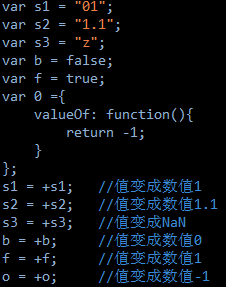 var s1 = "01";
var s2 = "1.1";
var s3 = "z";
var b = false;
var f = true;
var 0 ={
    valueOf: function(){
        return -1;
    }
};
s1 = +s1;   //值变成数值1
s2 = +s2;   //值变成数值1.1
s3 = +s3;   //值变成NaN
b = +b;     //值变成数值0
f = +f;     //值变成数值1
o = +o;     //值变成数值-1